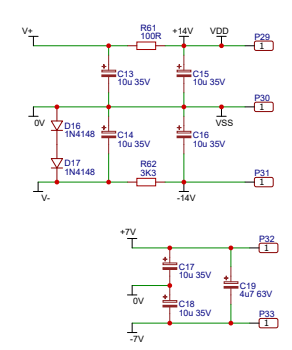 V+
R61
100R
+14V
VDD
P29
1
+
C13
10u 35V
+
C15
10u 35V
P30
1
0V
VSS
D16
1N4148
+
C14
10u 35V
+
C16
10u 35V
D17
1N4148
R62
3K3
P31
1
V-
-14V
+7V
P32
1
+
C17
10u 35V
+
C19
4u7 63V
0V
+
C18
10u 35V
P33
1
-7V